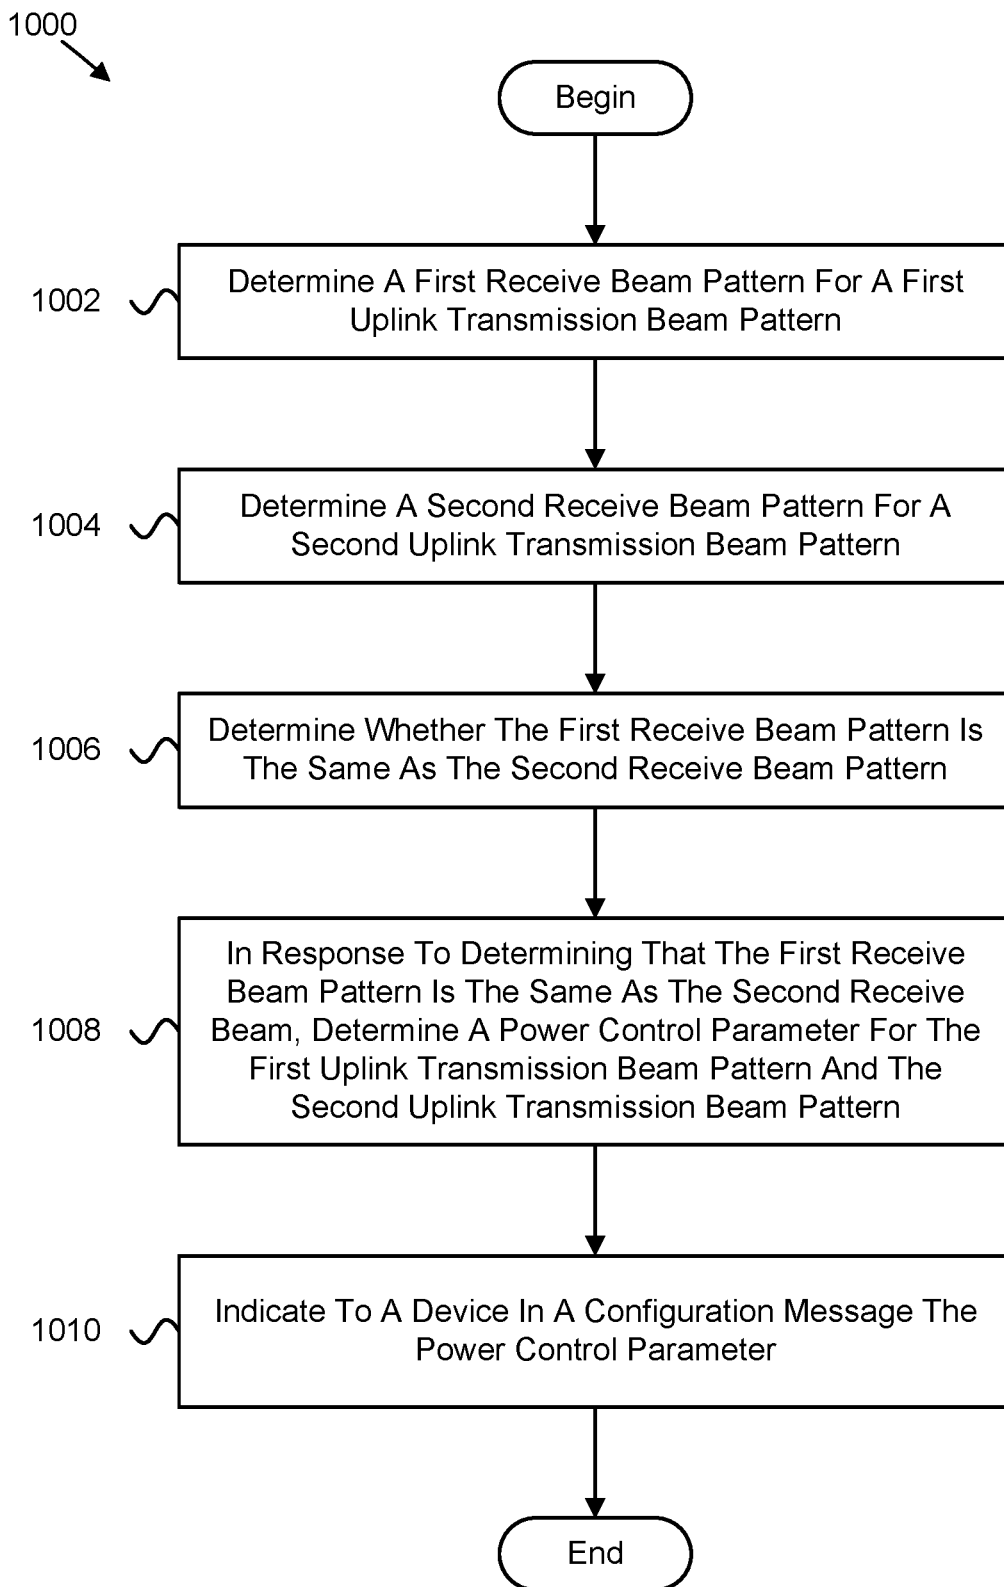 1000
Begin
1002
Determine A First Receive Beam Pattern For A First
Uplink Transmission Beam Pattern
1004
Determine A Second Receive Beam Pattern For A
Second Uplink Transmission Beam Pattern
1006
Determine Whether The First Receive Beam Pattern Is
The Same As The Second Receive Beam Pattern
1008
In Response To Determining That The First Receive
Beam Pattern Is The Same As The Second Receive
Beam, Determine A Power Control Parameter For The
First Uplink Transmission Beam Pattern And The
Second Uplink Transmission Beam Pattern
1010
Indicate To A Device In A Configuration Message The
Power Control Parameter
End